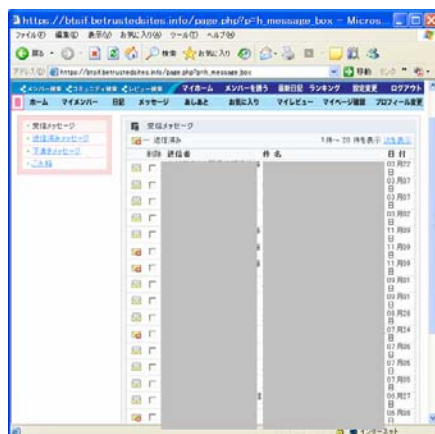 https://btsif.betrustedsites.info/page.php?p=h_message_box - Micros...
ファイル(F) 編集(E) 表示(V) お気に入り(A) ツール(T) ヘルプ(H)
戻る 検索 お気に入り
アドレス(D) https://btsif.betrustedsites.info/page.php?p=h_message_box 移動 リンク
メンバー検索 コミュニティ検索 レビュー検索 マイホーム メンバーを誘う 最新日記 ランキング 設定変更 ログアウト
ホーム マイメンバー 日記 メッセージ あしあと お気に入り マイレビュー マイページ確認 プロフィール変更
・受信メッセージ
・送信済みメッセージ
・下書きメッセージ
・ごみ箱
受信メッセージ
返信済み 1件～20件を表示 次を表示
削除 送信者 件名 日付
03月22日
03月07日
03月07日
03月02日
11月09日
11月09日
11月09日
09月01日
09月01日
08月28日
07月24日
07月06日
07月06日
07月05日
06月27日
インターネット